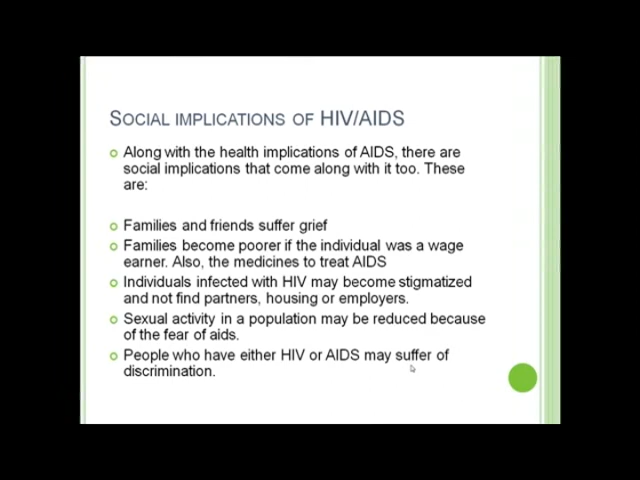 SOCIAL IMPLICATIONS OF HIV/AIDS
Along with the health implications of AIDS, there are
social implications that come along with it too. These
are:
Families and friends suffer grief
Families become poorer if the individual was a wage
earner. Also, the medicines to treat AIDS
Individuals infected with HIV may become stigmatized
and not find partners, housing or employers.
Sexual activity in a population may be reduced because
of the fear of aids.
People who have either HIV or AIDS may suffer of
discrimination.